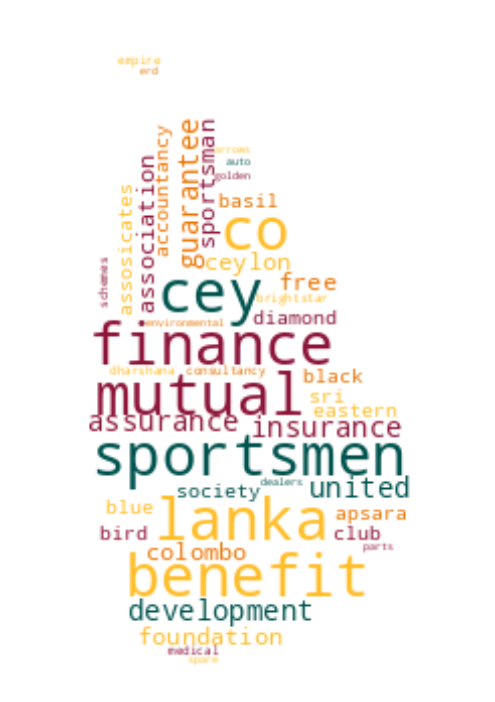 empire
erd
arrows
auto
golden
sportsman
guarantee
accountancy
association
assosicates
schemes
basil
co
ceylon
free
cey
brightstar
diamond
environmental
finance
dharshana
consultancy
black
mutual
sri
eastern
assurance
insurance
sportsmen
dealers
society
united
blue
lanka
apsara
bird
club
parts
colombo
benefit
development
foundation
medical
spare